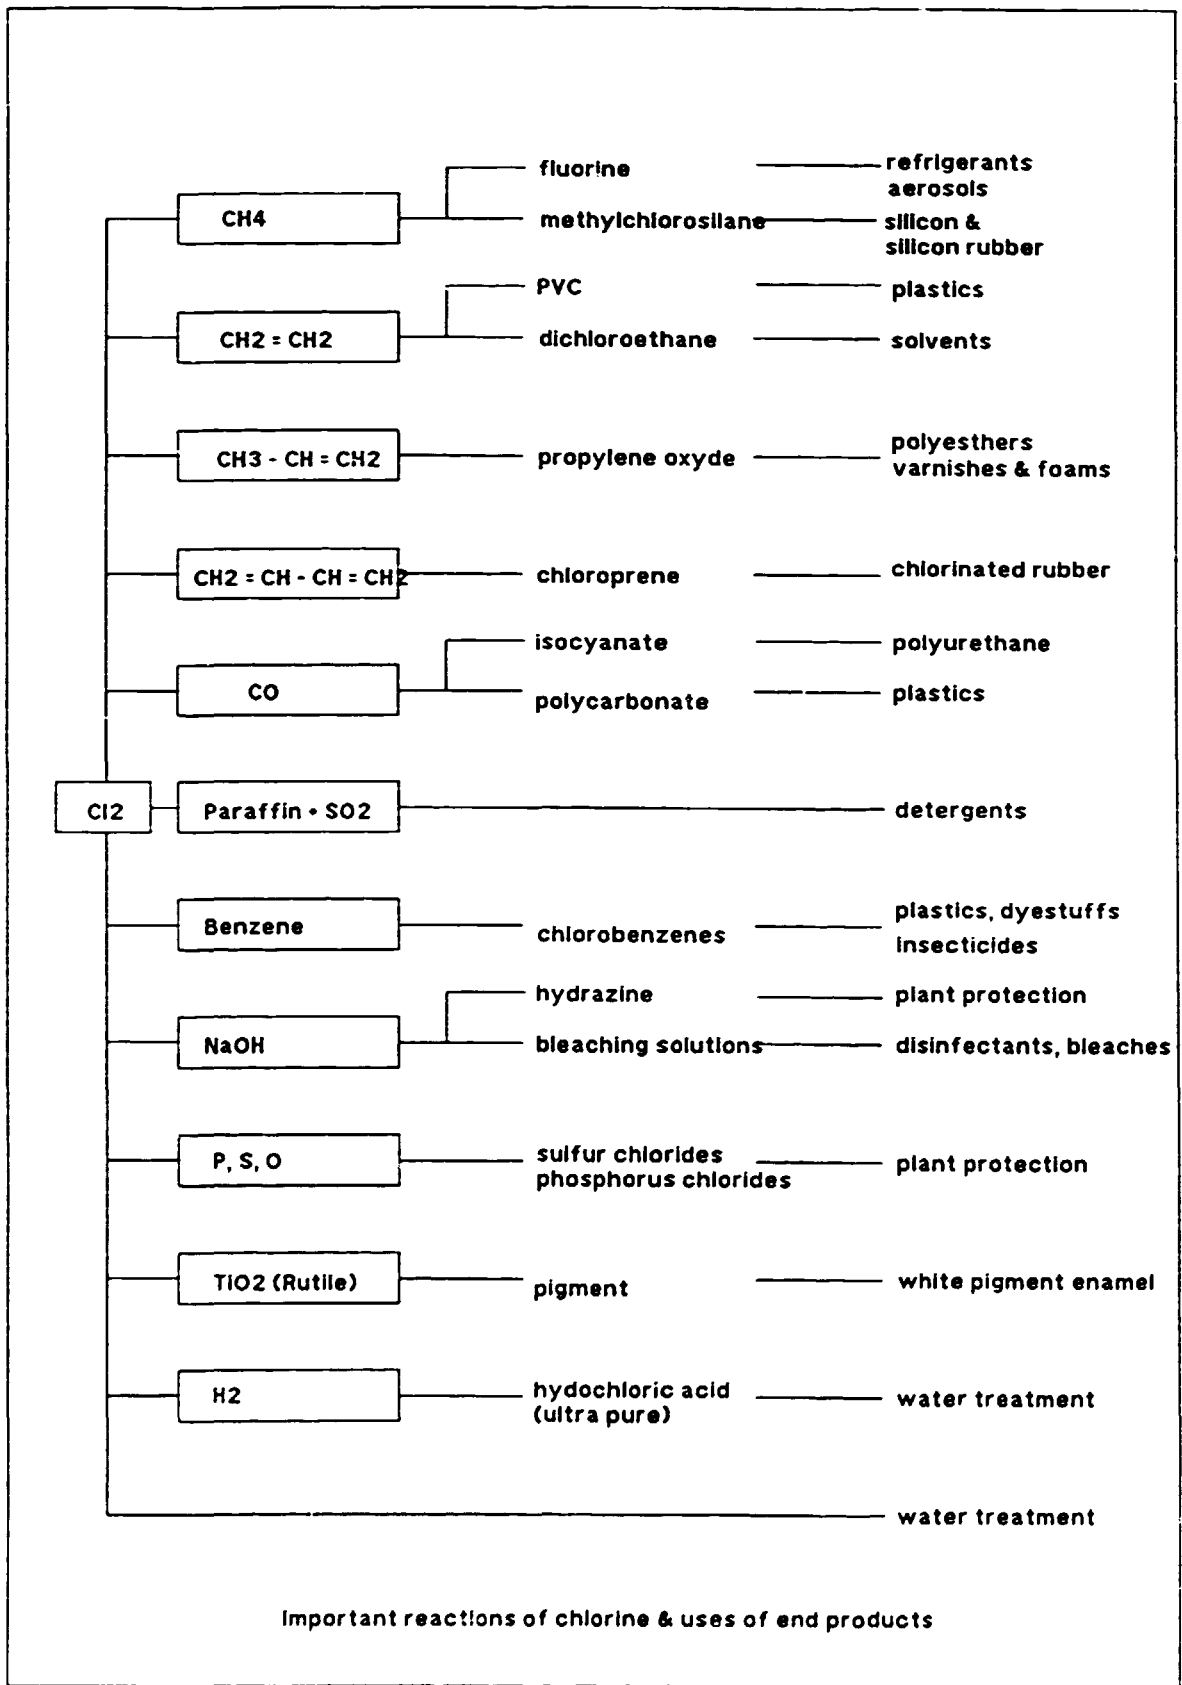 fluorine
refrigerants
aerosols
CH4
methylchlorosilane
silicon &
silicon rubber
PVC
plastics
CH2 = CH2
dichloroethane
solvents
CH3 - CH = CH2
propylene oxyde
polyesthers
varnishes & foams
CH2 = CH - CH = CH2
chloroprene
chlorinated rubber
isocyanate
polyurethane
CO
polycarbonate
plastics
Cl2
Paraffin + SO2
detergents
Benzene
chlorobenzenes
plastics, dyestuffs
insecticides
hydrazine
plant protection
NaOH
bleaching solutions
disinfectants, bleaches
P, S, O
sulfur chlorides
phosphorus chlorides
plant protection
TiO2 (Rutile)
pigment
white pigment enamel
H2
hydochloric acid
(ultra pure)
water treatment
water treatment
Important reactions of chlorine & uses of end products